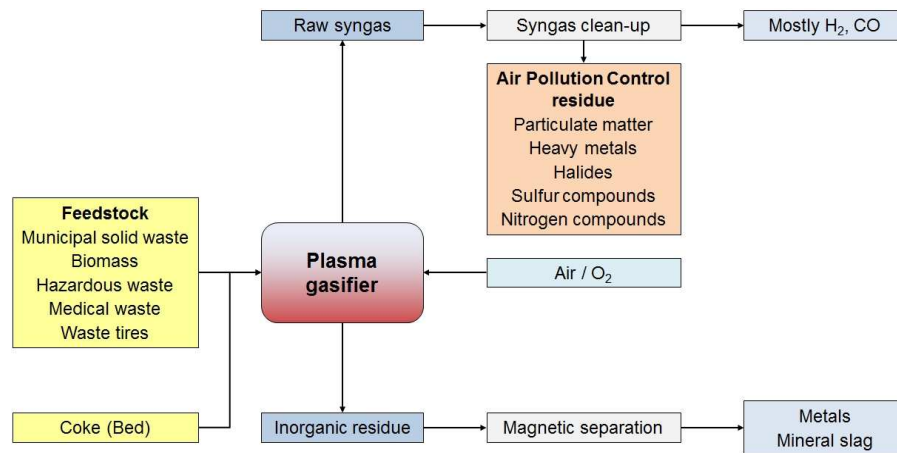 Raw syngas
Syngas clean-up
Mostly H₂, CO
Air Pollution Control
residue
Particulate matter
Heavy metals
Halides
Sulfur compounds
Nitrogen compounds
Feedstock
Municipal solid waste
Biomass
Hazardous waste
Medical waste
Waste tires
Plasma
gasifier
Air / O₂
Coke (Bed)
Inorganic residue
Magnetic separation
Metals
Mineral slag